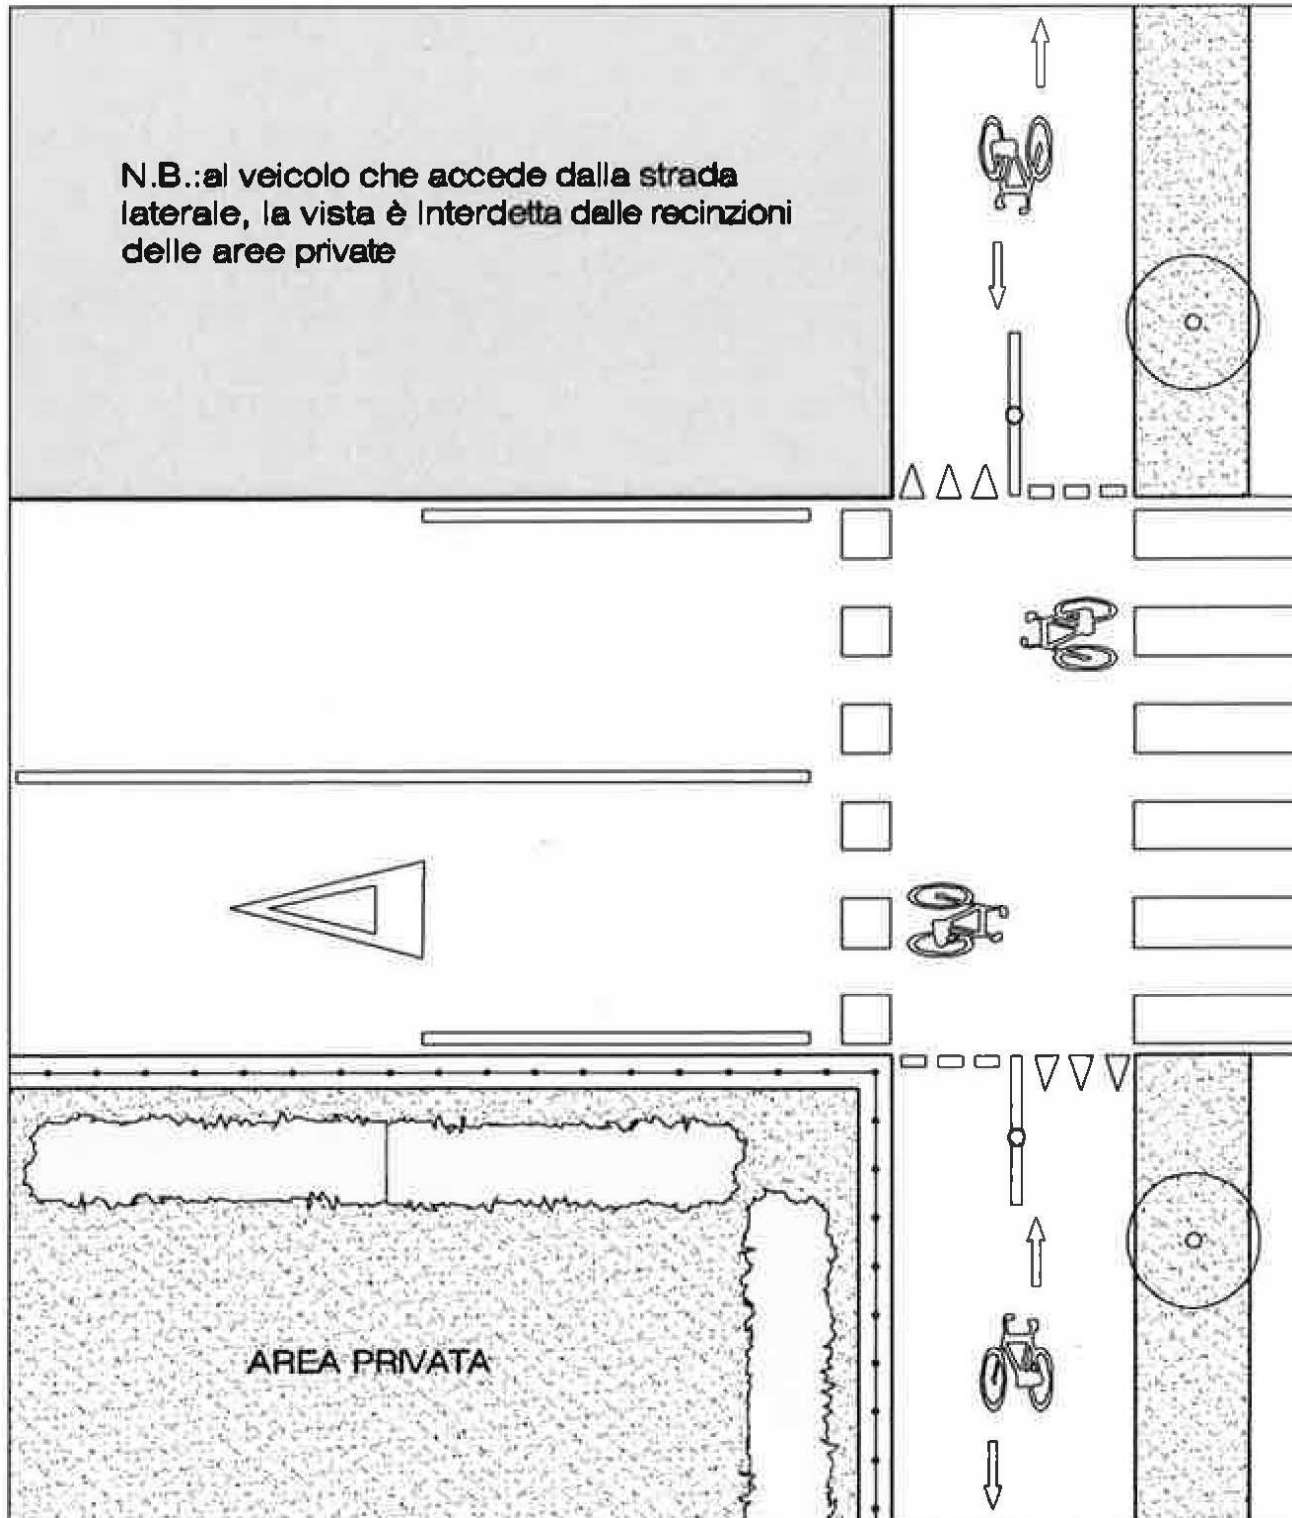 N.B.:al veicolo che accede dalla strada
laterale, la vista è Interdetta dalle recinzioni
delle aree private
AREA PRIVATA